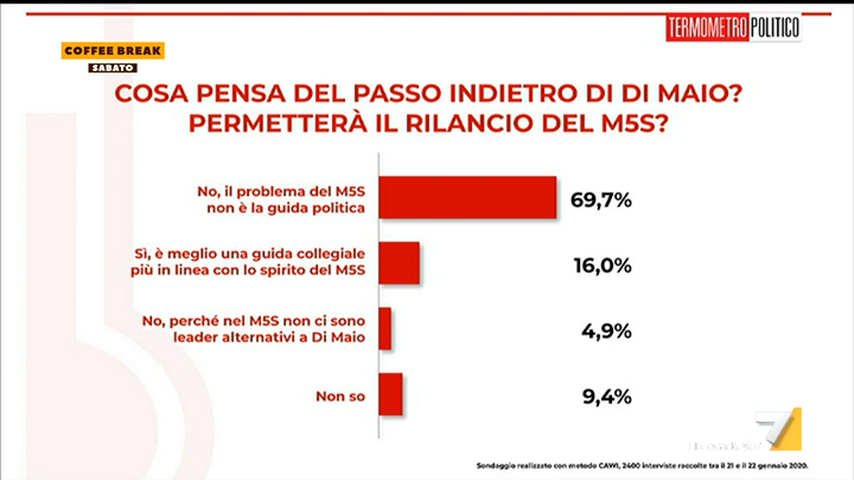 TERMOMETRO POLITICO
COFFEE BREAK
SABATO
COSA PENSA DEL PASSO INDIETRO DI DI MAIO?
PERMETTERÀ IL RILANCIO DEL M5S?
No, il problema del M5S
non è la guida politica
69,7%
Sì, è meglio una guida collegiale
più in linea con lo spirito del M5S
16,0%
No, perché nel M5S non ci sono
leader alternativi a Di Maio
4,9%
Non so
9,4%
7
Sondaggio realizzato con metodo CAWI, 2400 interviste raccolte tra il 21 e il 22 gennaio 2020.